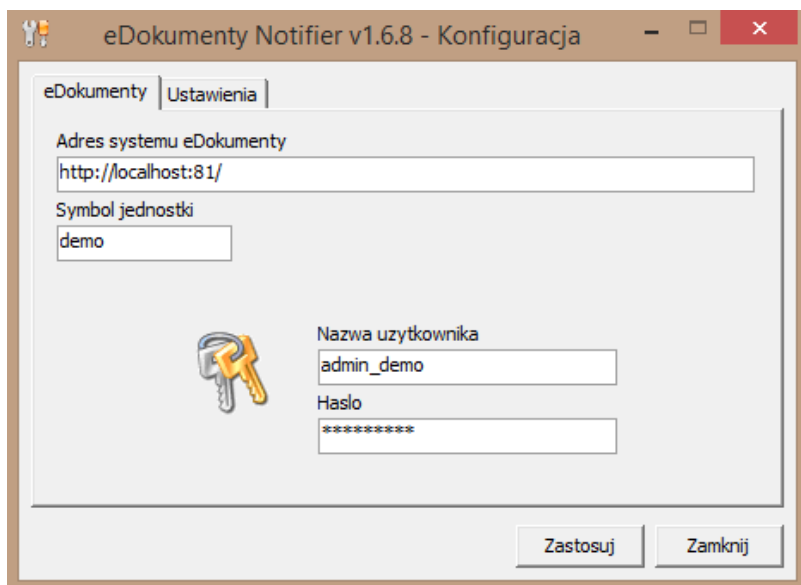 eDokumenty Notifier v1.6.8 - Konfiguracja
eDokumenty Ustawienia
Adres systemu eDokumenty
http://localhost:81/
Symbol jednostki
demo
Nazwa uzytkownika
admin_demo
Haslo
*********
Zastosuj Zamknij